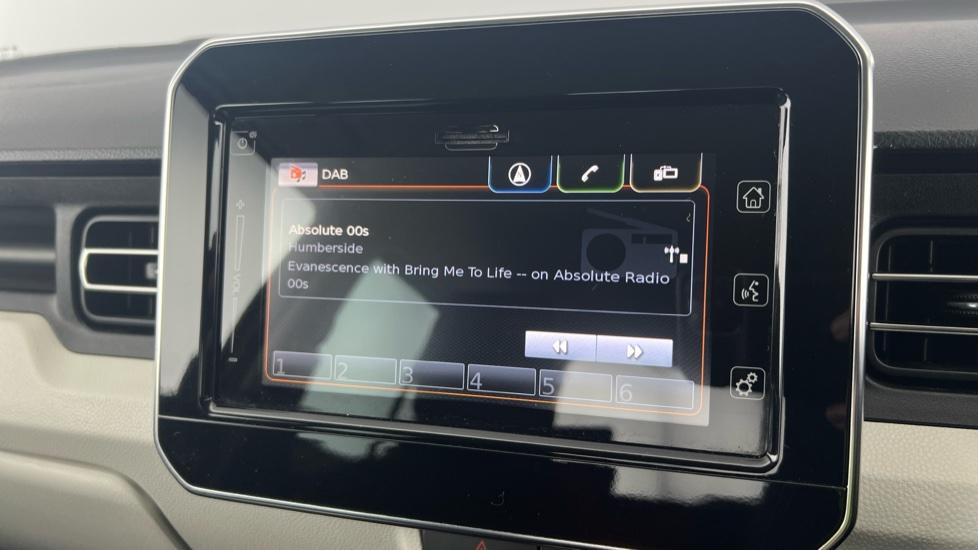 DAB
Absolute 00s
Humberside
Evanescence with Bring Me To Life -- on Absolute Radio
00s
VOL
1 2 3 4 5 6